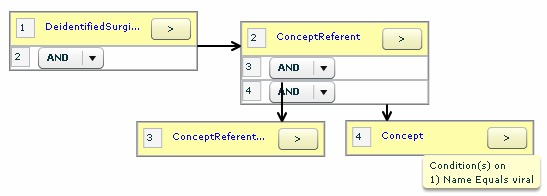 1 DeidentifiedSurgi... >
2 AND
2 ConceptReferent >
3 AND
4 AND
3 ConceptReferent... >
4 Concept >
Condition(s) on
1) Name Equals viral